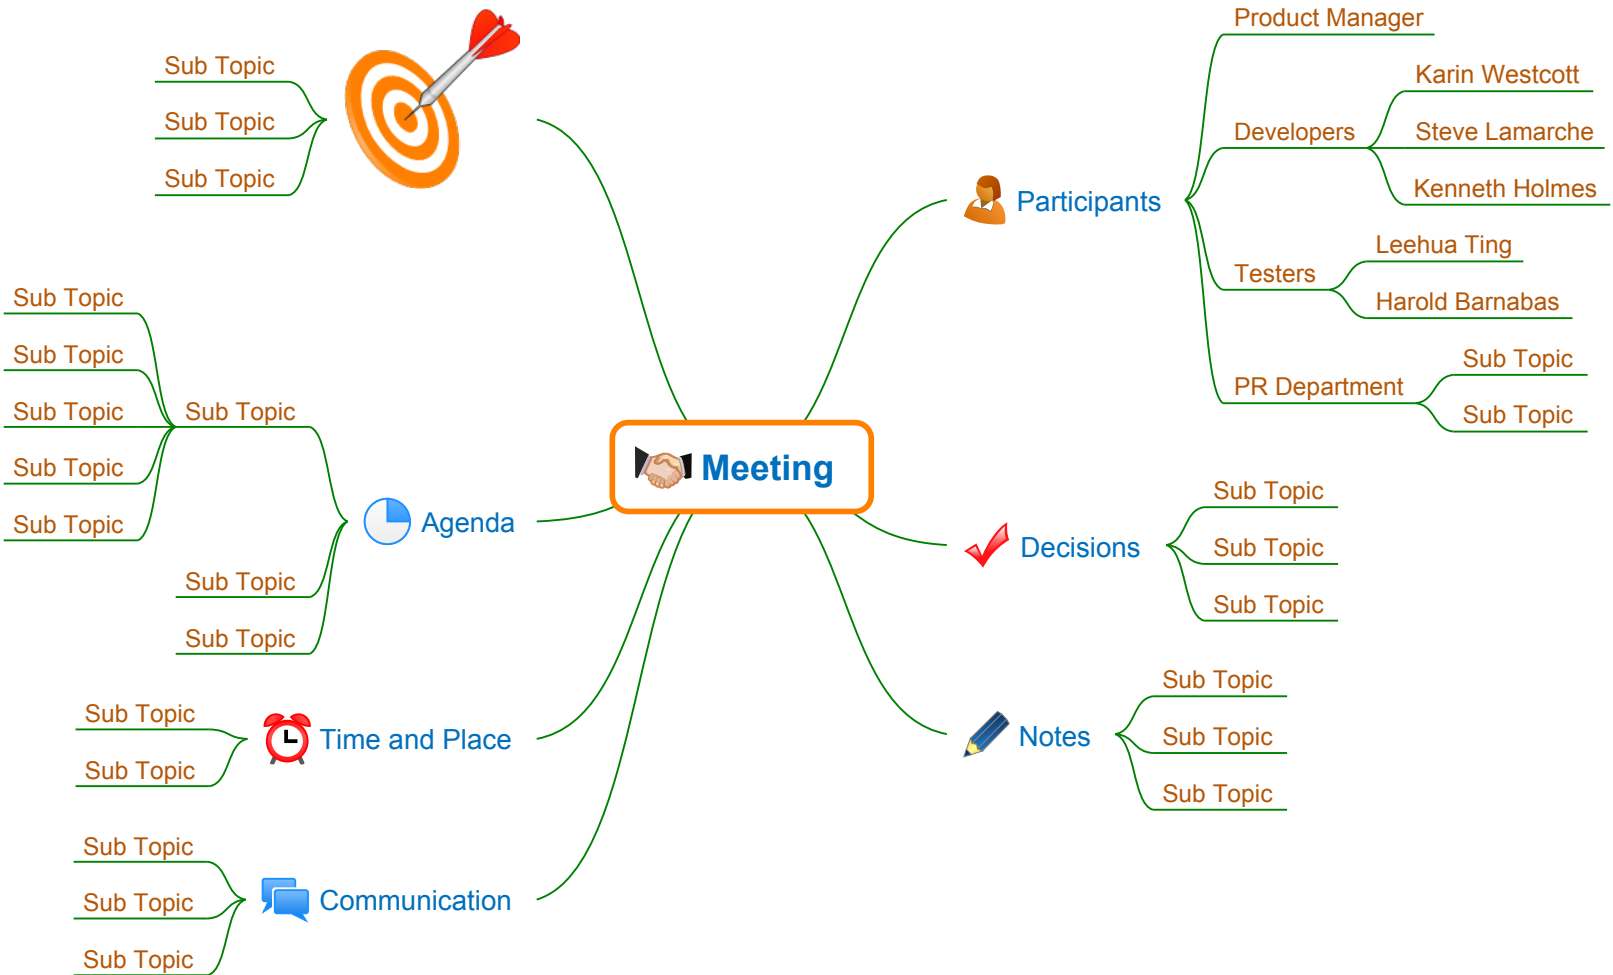 Meeting
Participants
Product Manager
Developers
Karin Westcott
Steve Lamarche
Kenneth Holmes
Testers
Leehua Ting
Harold Barnabas
PR Department
Sub Topic
Sub Topic
Decisions
Sub Topic
Sub Topic
Sub Topic
Notes
Sub Topic
Sub Topic
Sub Topic
Sub Topic
Sub Topic
Sub Topic
Agenda
Sub Topic
Sub Topic
Sub Topic
Sub Topic
Sub Topic
Sub Topic
Sub Topic
Sub Topic
Time and Place
Sub Topic
Sub Topic
Communication
Sub Topic
Sub Topic
Sub Topic